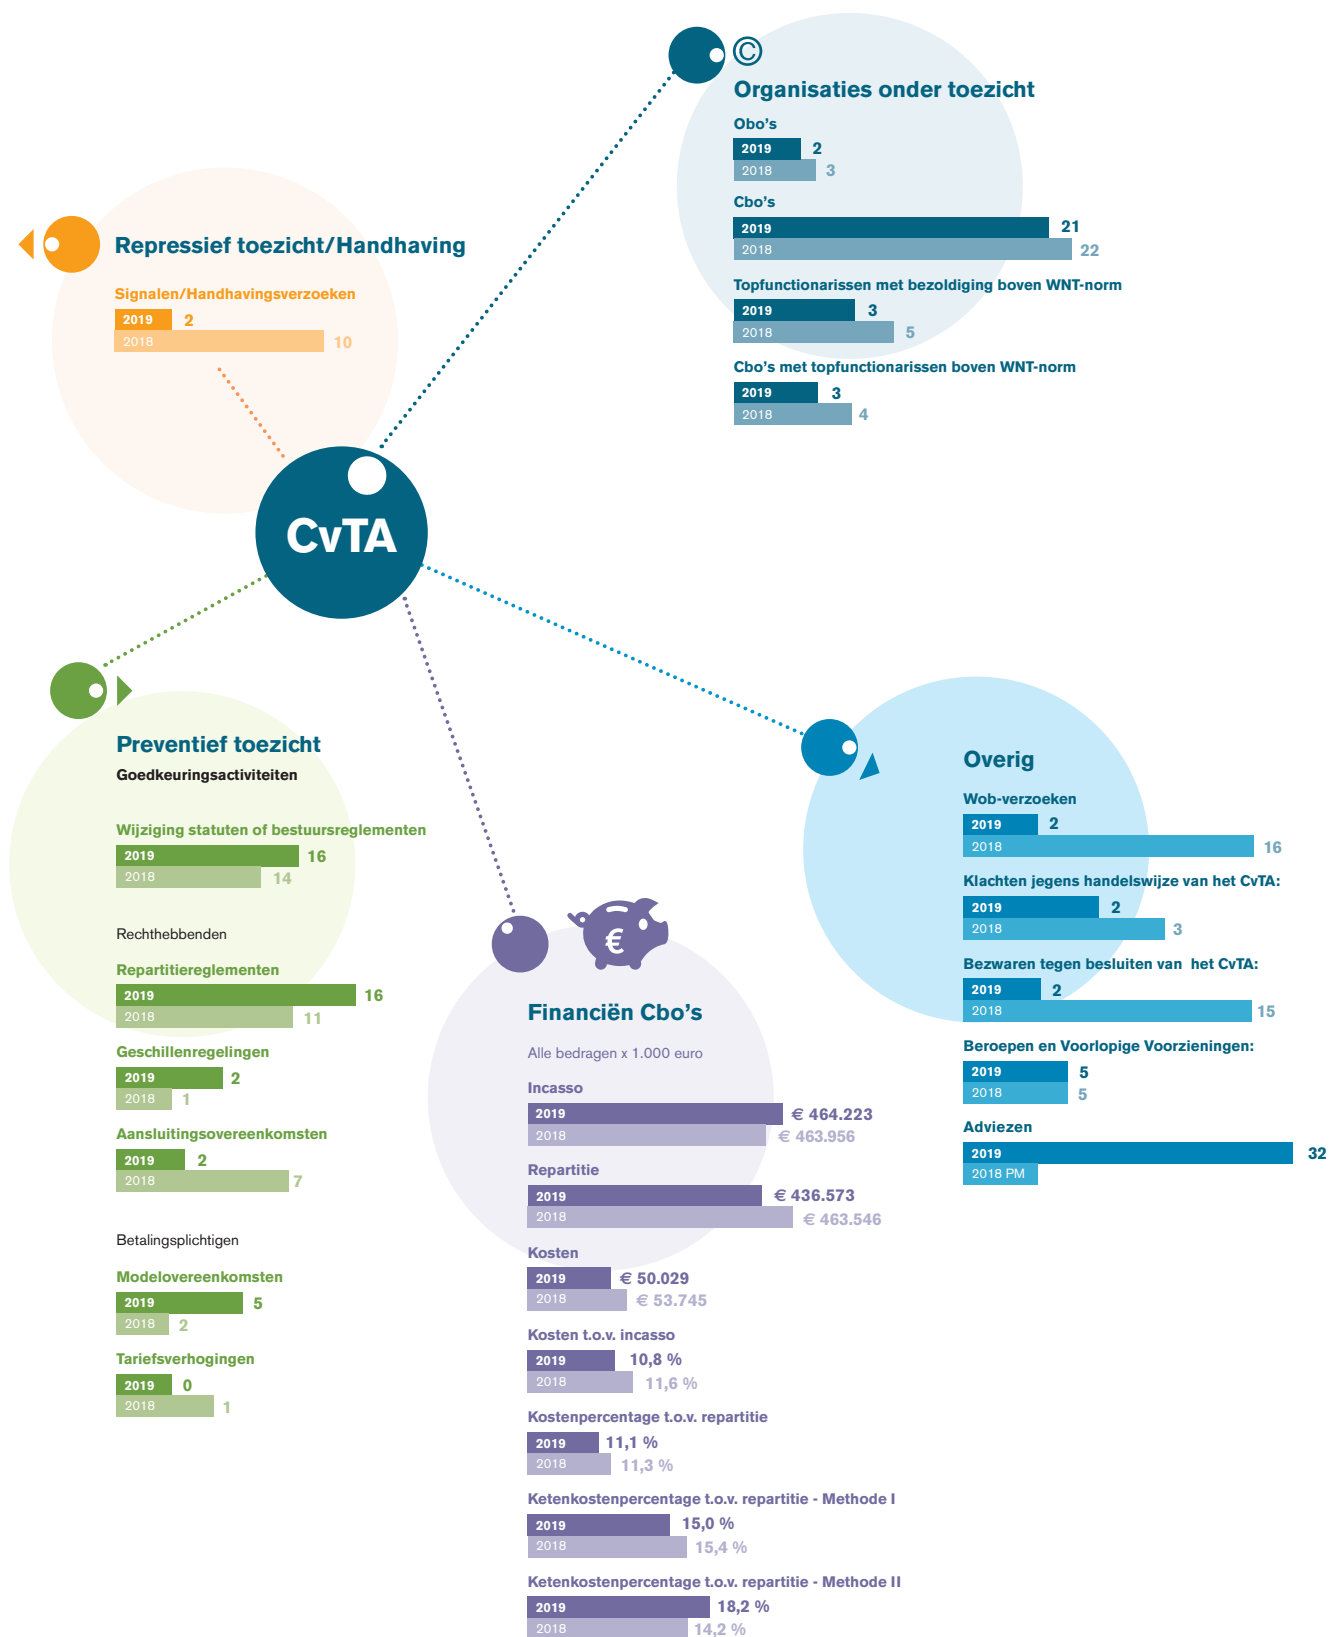 ©
Organisaties onder toezicht
Obo's
2019 2
2018 3
Cbo's
2019 21
2018 22
Topfunctionarissen met bezoldiging boven WNT-norm
2019 3
2018 5
Cbo's met topfunctionarissen boven WNT-norm
2019 3
2018 4
Repressief toezicht/Handhaving
Signalen/Handhavingsverzoeken
2019 2
2018 10
CvTA
Preventief toezicht
Goedkeuringsactiviteiten
Wijziging statuten of bestuursreglementen
2019 16
2018 14
Rechthebbenden
Repartitiereglementen
2019 16
2018 11
Geschillenregelingen
2019 2
2018 1
Aansluitingsovereenkomsten
2019 2
2018 7
Betalingsplichtigen
Modelovereenkomsten
2019 5
2018 2
Tariefsverhogingen
2019 0
2018 1
€
Financiën Cbo's
Alle bedragen x 1.000 euro
Incasso
2019 € 464.223
2018 € 463.956
Repartitie
2019 € 436.573
2018 € 463.546
Kosten
2019 € 50.029
2018 € 53.745
Kosten t.o.v. incasso
2019 10,8 %
2018 11,6 %
Kostenpercentage t.o.v. repartitie
2019 11,1 %
2018 11,3 %
Ketenkostenpercentage t.o.v. repartitie - Methode I
2019 15,0 %
2018 15,4 %
Ketenkostenpercentage t.o.v. repartitie - Methode II
2019 18,2 %
2018 14,2 %
Overig
Wob-verzoeken
2019 2
2018 16
Klachten jegens handelswijze van het CvTA:
2019 2
2018 3
Bezwaren tegen besluiten van het CvTA:
2019 2
2018 15
Beroepen en Voorlopige Voorzieningen:
2019 5
2018 5
Adviezen
2019 32
2018 PM